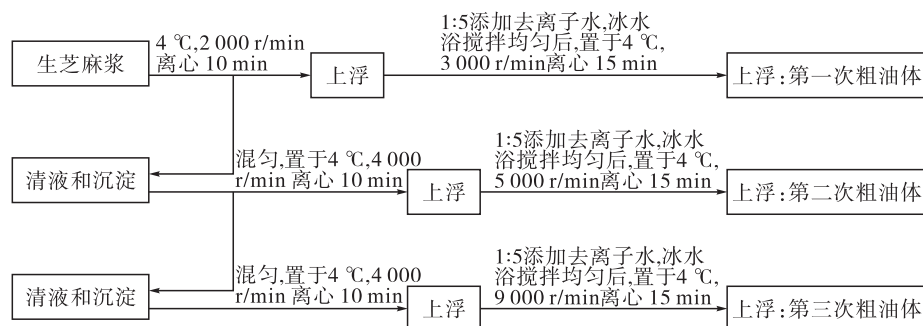 生芝麻浆
4 ℃,2 000 r/min
离心 10 min
上浮
1:5添加去离子水,冰水
浴搅拌均匀后,置于4 ℃,
3 000 r/min离心 15 min
上浮:第一次粗油体
清液和沉淀
混匀,置于4 ℃,4 000
r/min 离心 10 min
上浮
1:5添加去离子水,冰水
浴搅拌均匀后,置于4 ℃,
5 000 r/min离心 15 min
上浮:第二次粗油体
清液和沉淀
混匀,置于4 ℃,4 000
r/min 离心 10 min
上浮
1:5添加去离子水,冰水
浴搅拌均匀后,置于4 ℃,
9 000 r/min离心 15 min
上浮:第三次粗油体